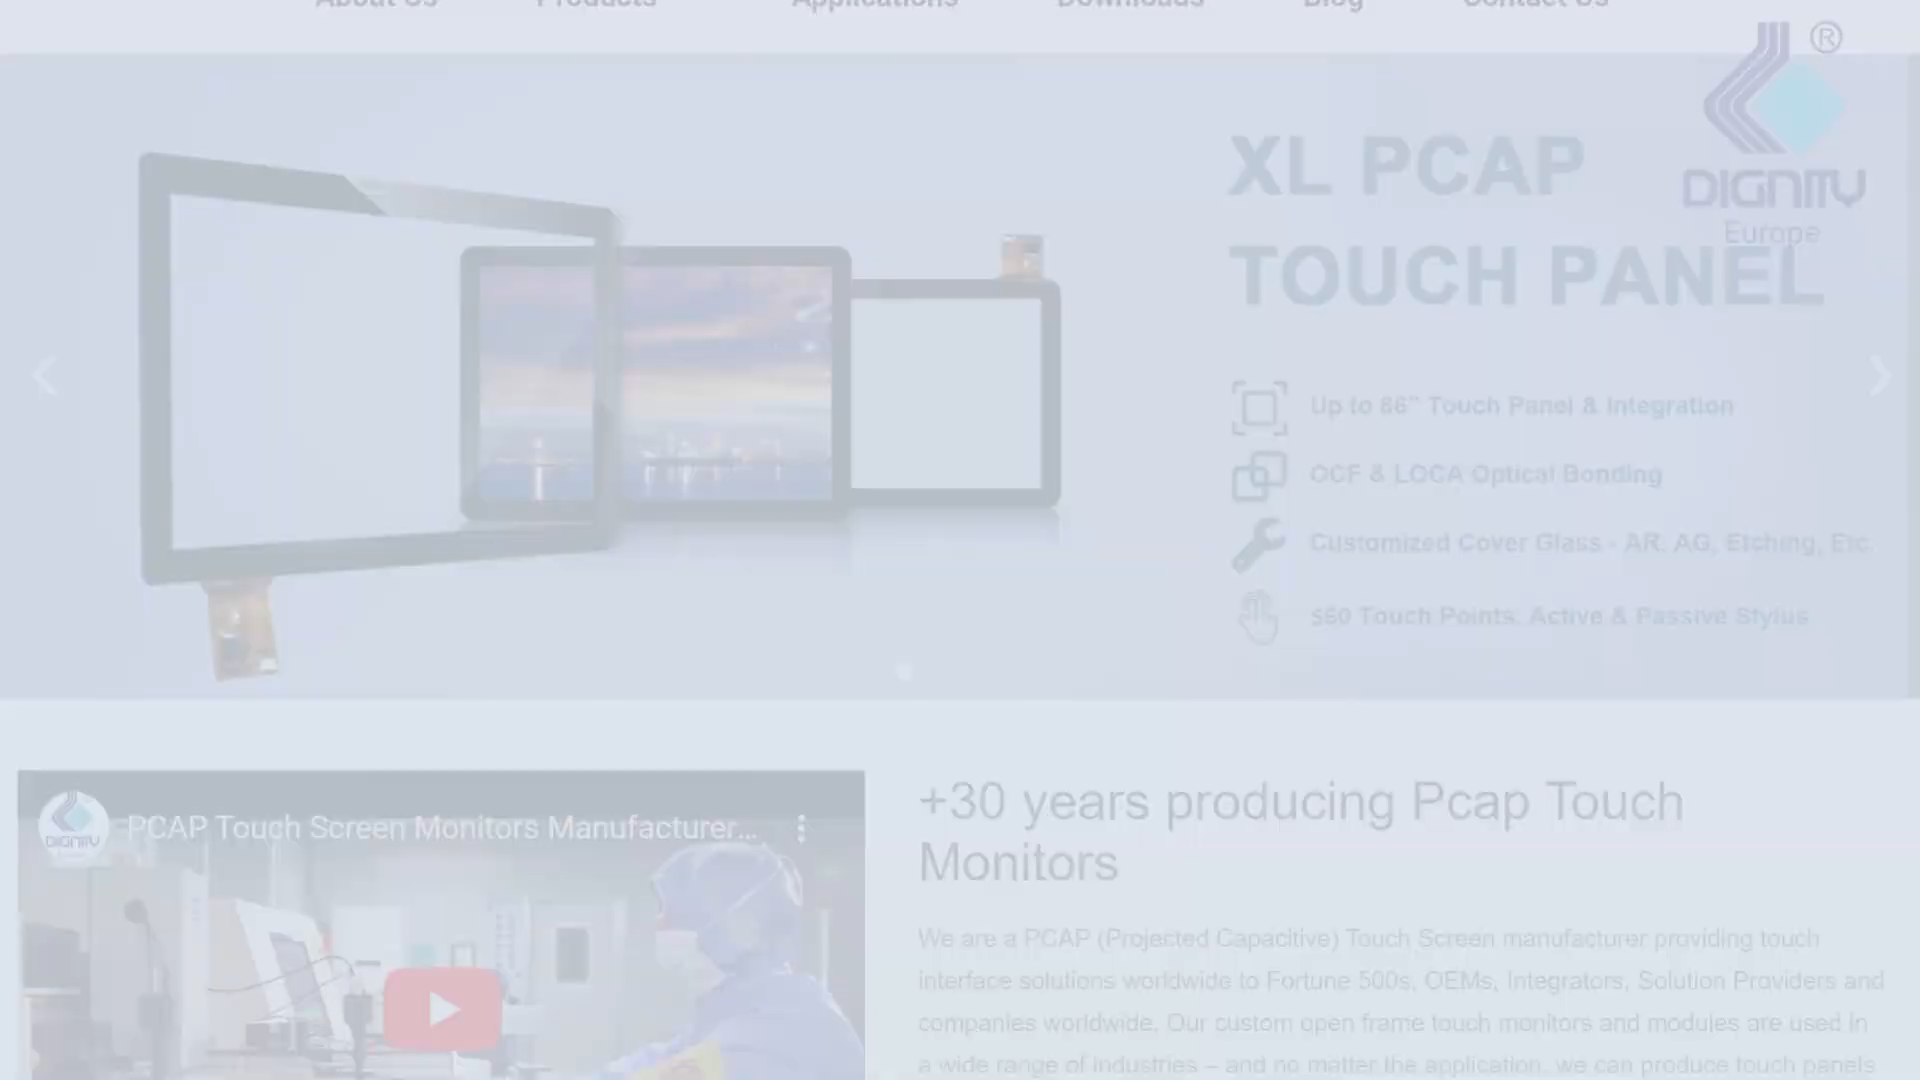 About Us Products Applications Downloads Blog Contact Us
®
DIGNITY
Europe
XL PCAP
TOUCH PANEL
Up to 86" Touch Panel & Integration
OCF & LOCA Optical Bonding
Customized Cover Glass - AR, AG, Etching, Etc.
≤60 Touch Points, Active & Passive Stylus
DIGNITY
PCAP Touch Screen Monitors Manufacturer...
+30 years producing Pcap Touch
Monitors
We are a PCAP (Projected Capacitive) Touch Screen manufacturer providing touch
interface solutions worldwide to Fortune 500s, OEMs, Integrators, Solution Providers and
companies worldwide. Our custom open frame touch monitors and modules are used in
a wide range of industries – and no matter the application, we can produce touch panels